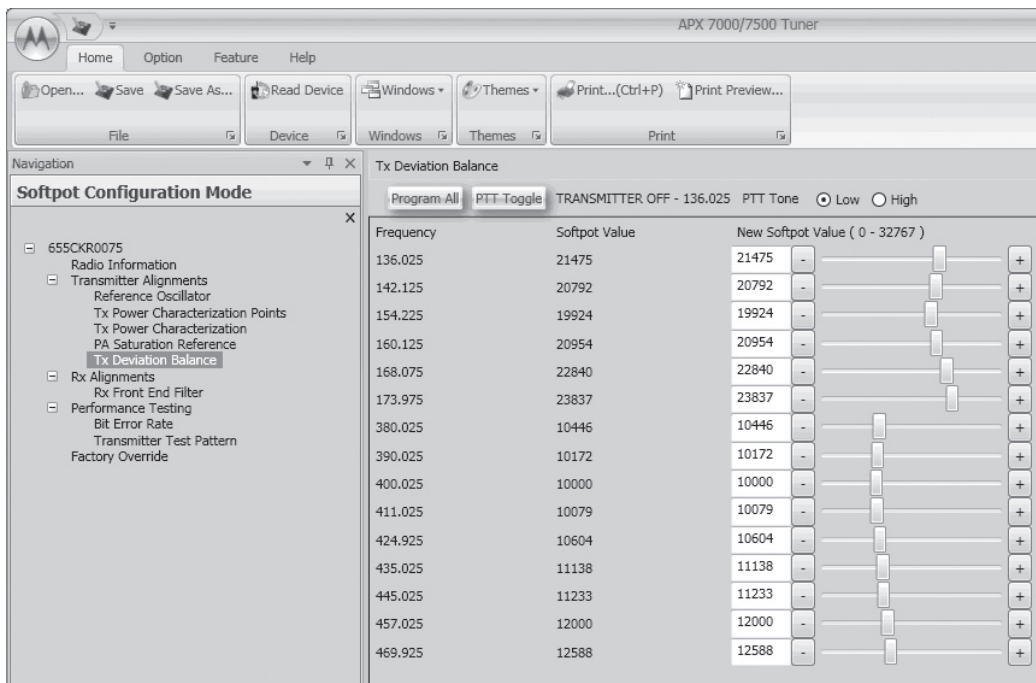 APX 7000/7500 Tuner
Home Option Feature Help
Open... Save Save As... Read Device Windows Themes Print...(Ctrl+P) Print Preview...
File Device Windows Themes Print
Navigation
Softpot Configuration Mode
655CKR0075
Radio Information
Transmitter Alignments
Reference Oscillator
Tx Power Characterization Points
Tx Power Characterization
PA Saturation Reference
Tx Deviation Balance
Rx Alignments
Rx Front End Filter
Performance Testing
Bit Error Rate
Transmitter Test Pattern
Factory Override
Tx Deviation Balance
Program All PTT Toggle TRANSMITTER OFF - 136.025 PTT Tone Low High
Frequency Softpot Value New Softpot Value ( 0 - 32767 )
136.025 21475 21475 - +
142.125 20792 20792 - +
154.225 19924 19924 - +
160.125 20954 20954 - +
168.075 22840 22840 - +
173.975 23837 23837 - +
380.025 10446 10446 - +
390.025 10172 10172 - +
400.025 10000 10000 - +
411.025 10079 10079 - +
424.925 10604 10604 - +
435.025 11138 11138 - +
445.025 11233 11233 - +
457.025 12000 12000 - +
469.925 12588 12588 - +